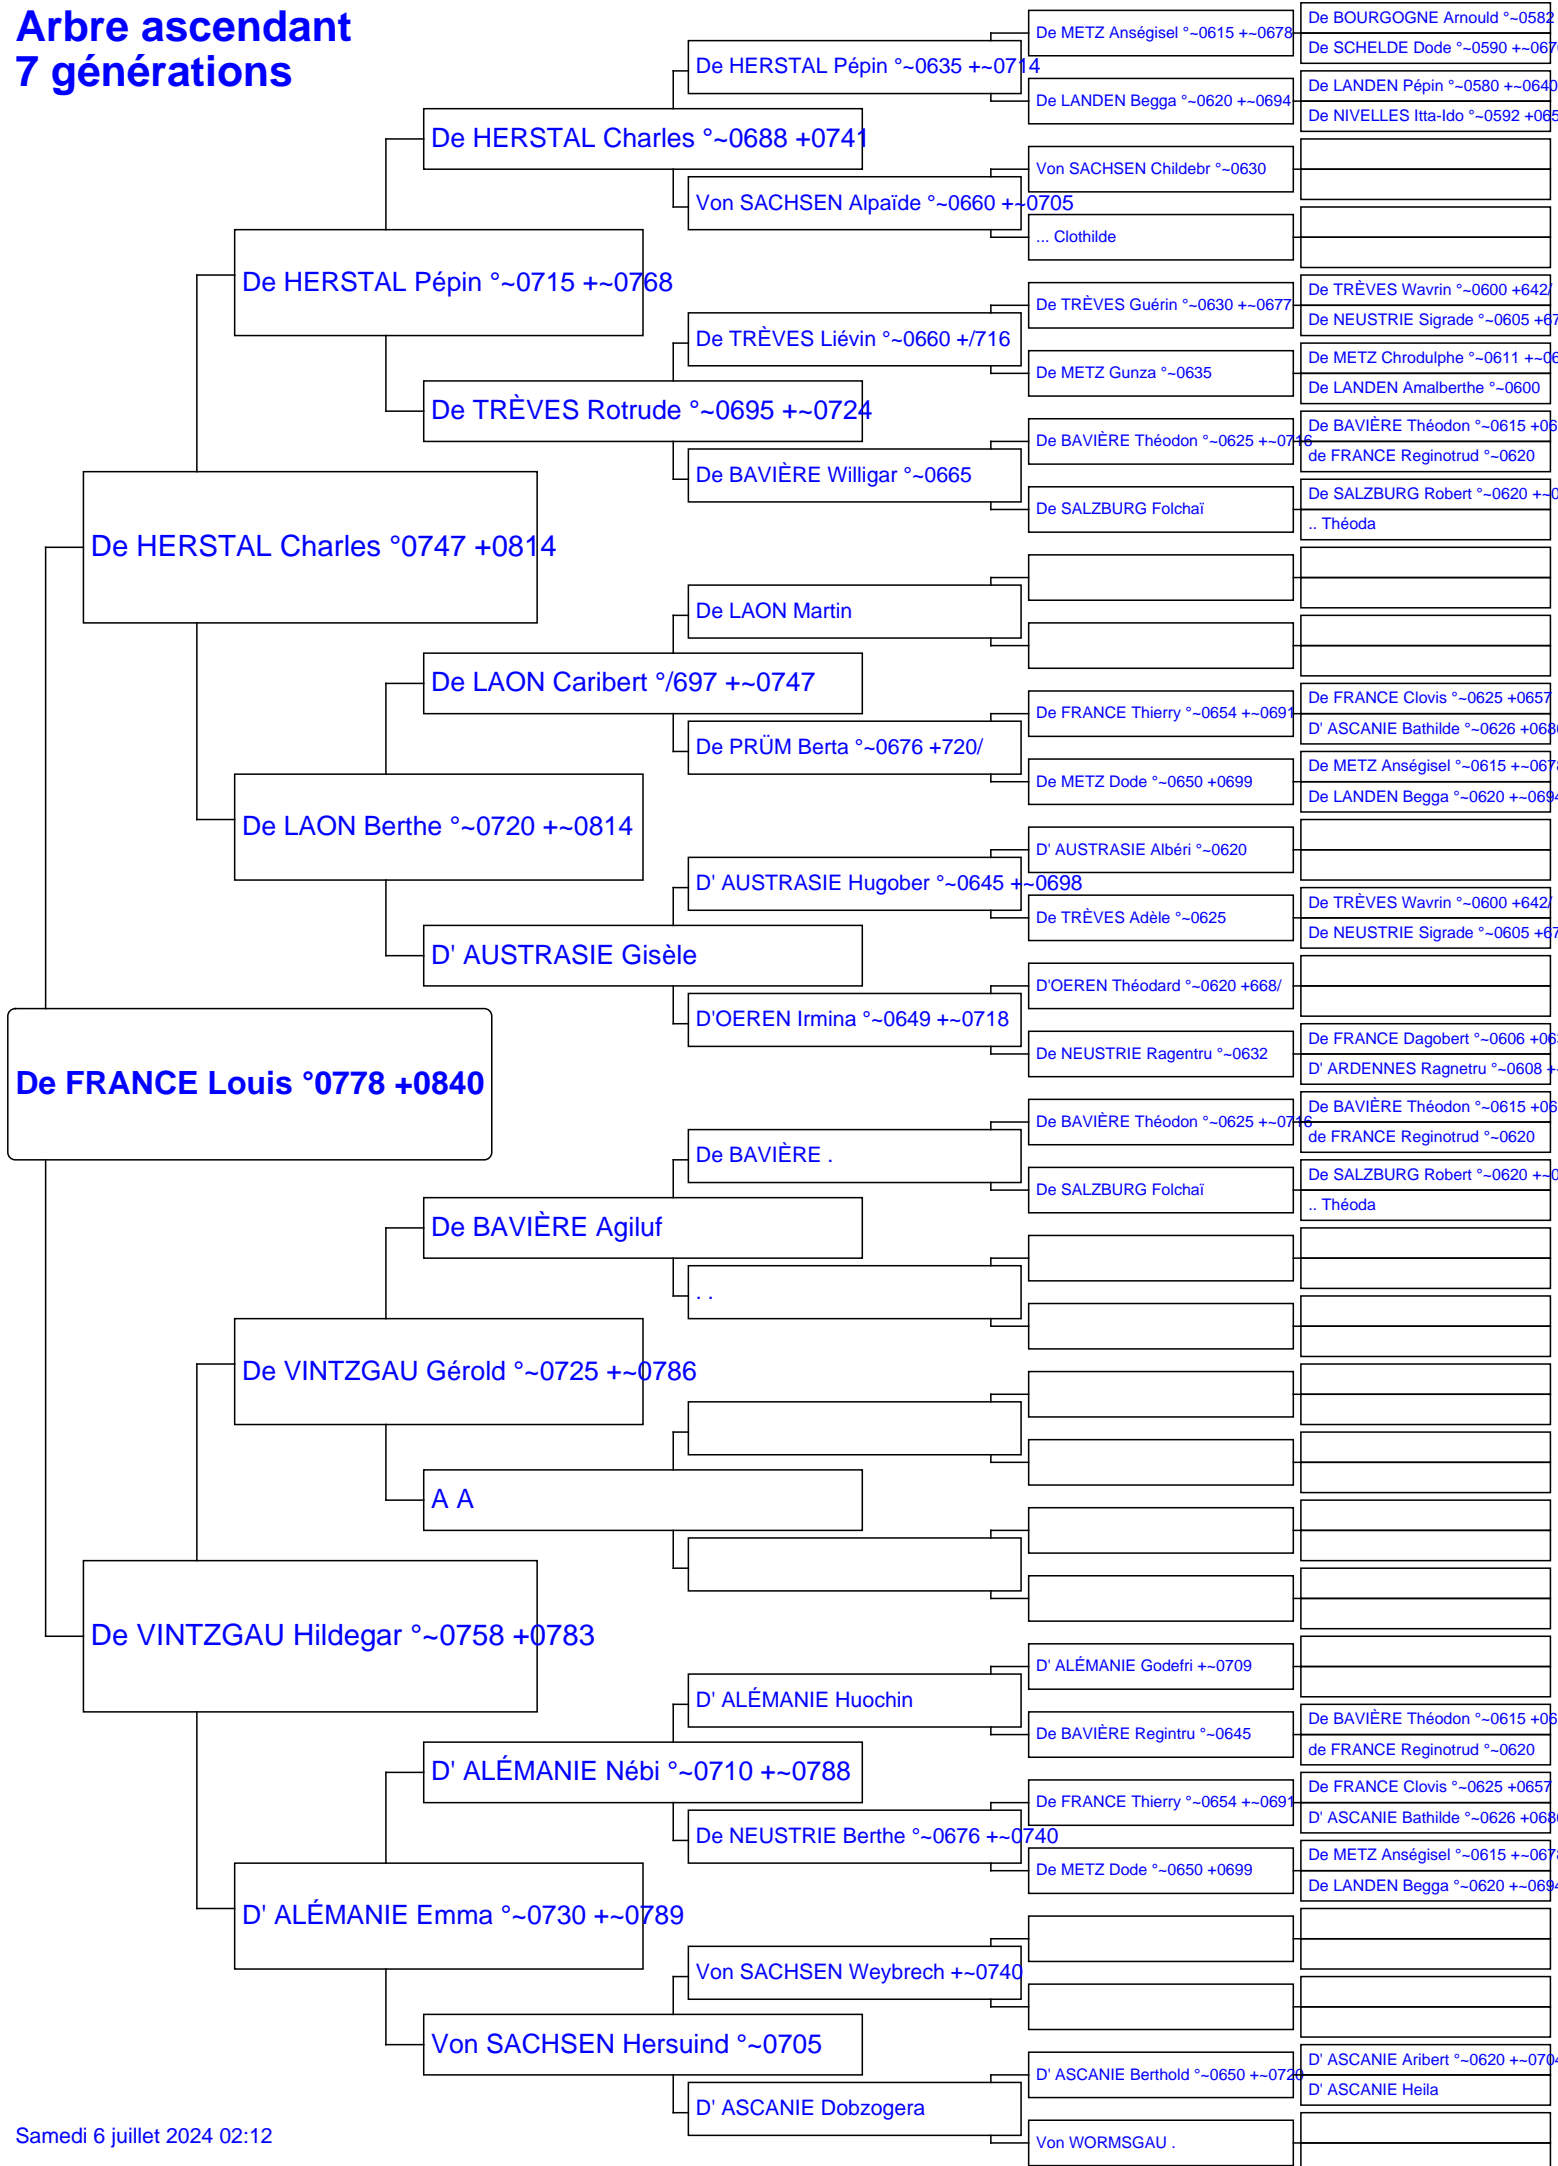 Arbre ascendant
7 générations
De FRANCE Louis °0778 +0840
De HERSTAL Charles °0747 +0814
De VINTZGAU Hildegar °~0758 +0783
De HERSTAL Pépin °~0715 +~0768
De LAON Berthe °~0720 +~0814
De VINTZGAU Gérold °~0725 +~0786
D' ALÉMANIE Emma °~0730 +~0789
De HERSTAL Charles °~0688 +0741
De TRÈVES Rotrude °~0695 +~0724
De LAON Caribert °/697 +~0747
D' AUSTRASIE Gisèle
De BAVIÈRE Agiluf
A A
D' ALÉMANIE Nébi °~0710 +~0788
Von SACHSEN Hersuind °~0705
De HERSTAL Pépin °~0635 +~0714
Von SACHSEN Alpaïde °~0660 +~0705
De TRÈVES Liévin °~0660 +/716
De BAVIÈRE Willigar °~0665
De LAON Martin
De PRÜM Berta °~0676 +720/
D' AUSTRASIE Hugober °~0645 +~0698
D'OEREN Irmina °~0649 +~0718
De BAVIÈRE .
. .
D' ALÉMANIE Huochin
De NEUSTRIE Berthe °~0676 +~0740
Von SACHSEN Weybrech +~0740
D' ASCANIE Dobzogera
De METZ Anségisel °~0615 +~0678
De LANDEN Begga °~0620 +~0694
Von SACHSEN Childebr °~0630
... Clothilde
De TRÈVES Guérin °~0630 +~0677
De METZ Gunza °~0635
De BAVIÈRE Théodon °~0625 +~0716
De SALZBURG Folchaï
De FRANCE Thierry °~0654 +~0691
De METZ Dode °~0650 +0699
D' AUSTRASIE Albéri °~0620
De TRÈVES Adèle °~0625
D'OEREN Théodard °~0620 +668/
De NEUSTRIE Ragentru °~0632
De BAVIÈRE Théodon °~0625 +~0716
De SALZBURG Folchaï
D' ALÉMANIE Godefri +~0709
De BAVIÈRE Regintru °~0645
De FRANCE Thierry °~0654 +~0691
De METZ Dode °~0650 +0699
D' ASCANIE Berthold °~0650 +~0720
Von WORMSGAU .
De BOURGOGNE Arnould °~0582
De SCHELDE Dode °~0590 +~067
De LANDEN Pépin °~0580 +~0640
De NIVELLES Itta-Ido °~0592 +065
De TRÈVES Wavrin °~0600 +642/
De NEUSTRIE Sigrade °~0605 +67
De METZ Chrodulphe °~0611 +~06
De LANDEN Amalberthe °~0600
De BAVIÈRE Théodon °~0615 +06
de FRANCE Reginotrud °~0620
De SALZBURG Robert °~0620 +~0
.. Théoda
De FRANCE Clovis °~0625 +0657
D' ASCANIE Bathilde °~0626 +068
De METZ Anségisel °~0615 +~0678
De LANDEN Begga °~0620 +~0694
De TRÈVES Wavrin °~0600 +642/
De NEUSTRIE Sigrade °~0605 +67
De FRANCE Dagobert °~0606 +063
D' ARDENNES Ragnetru °~0608 +
De BAVIÈRE Théodon °~0615 +06
de FRANCE Reginotrud °~0620
De SALZBURG Robert °~0620 +~0
.. Théoda
De BAVIÈRE Théodon °~0615 +06
de FRANCE Reginotrud °~0620
De FRANCE Clovis °~0625 +0657
D' ASCANIE Bathilde °~0626 +068
De METZ Anségisel °~0615 +~0678
De LANDEN Begga °~0620 +~0694
D' ASCANIE Aribert °~0620 +~0704
D' ASCANIE Heila
Samedi 6 juillet 2024 02:12